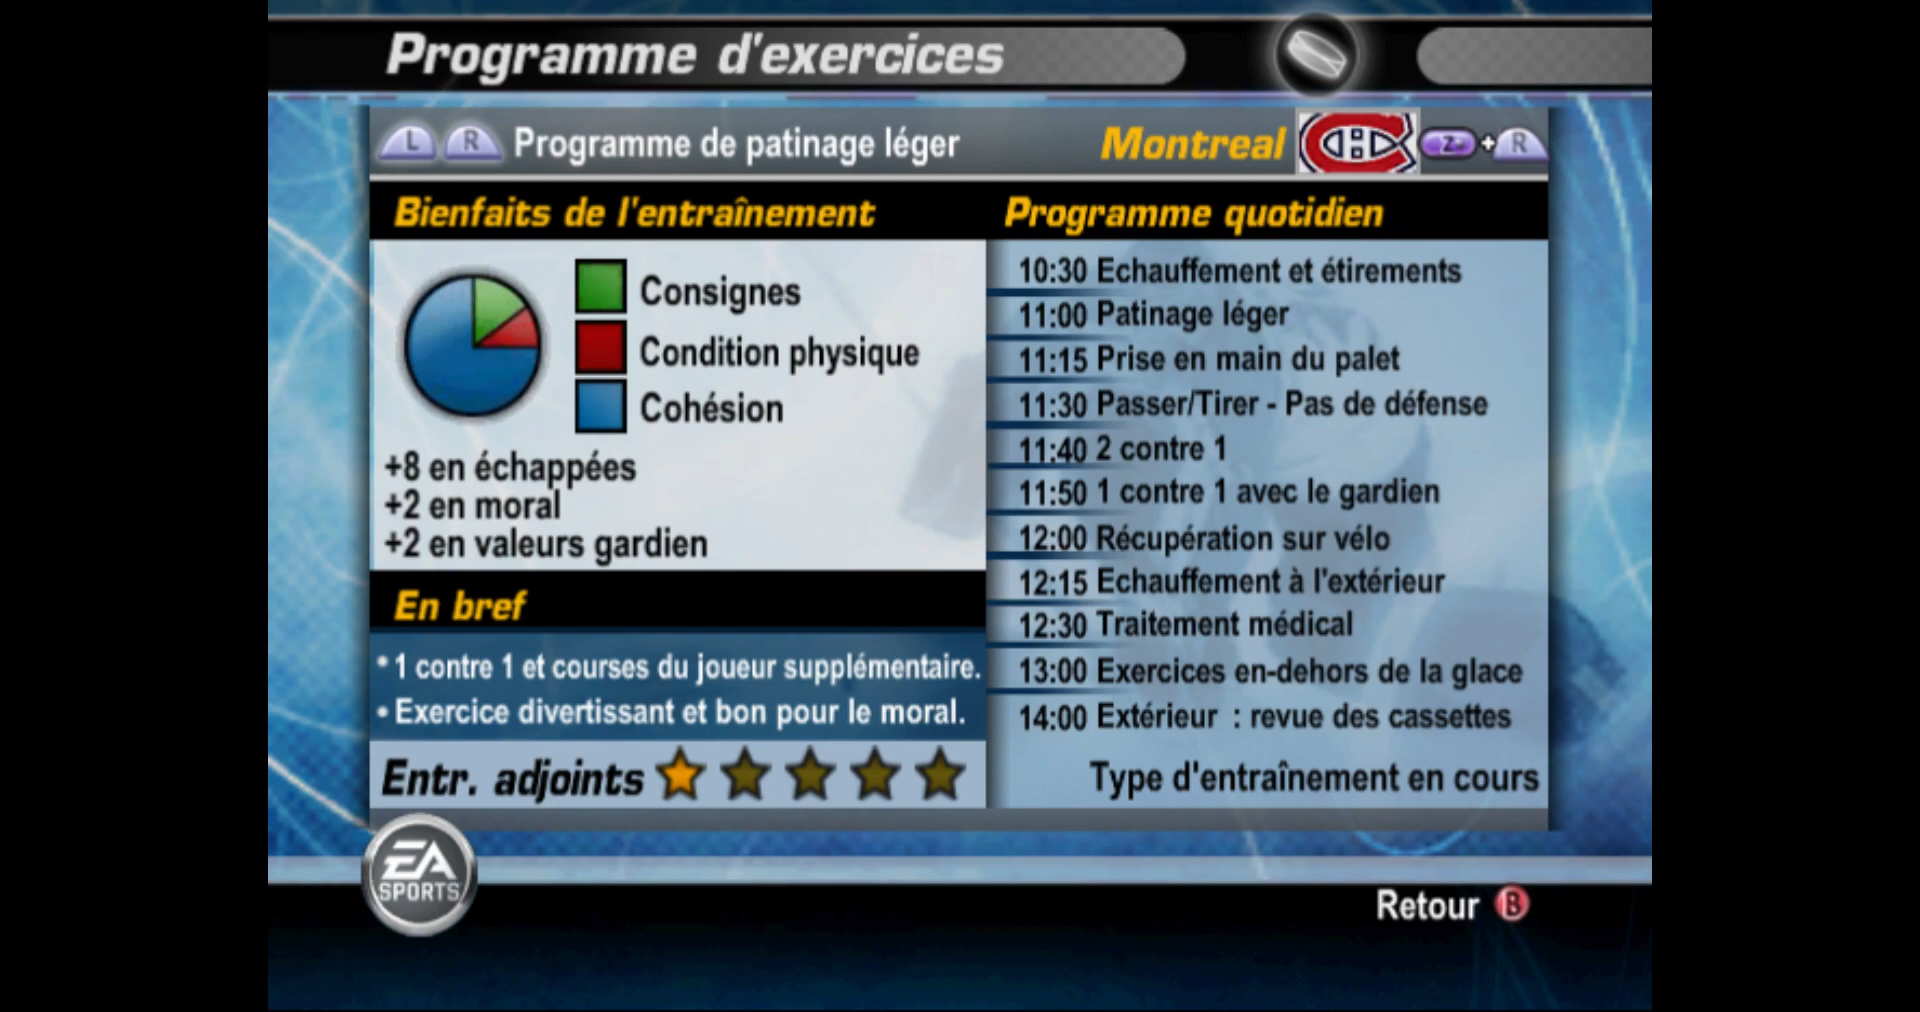 Programme d'exercices
L R Programme de patinage léger Montreal Z + R
Bienfaits de l'entraînement
Consignes
Condition physique
Cohésion
+8 en échappées
+2 en moral
+2 en valeurs gardien
En bref
• 1 contre 1 et courses du joueur supplémentaire.
• Exercice divertissant et bon pour le moral.
Entr. adjoints
Programme quotidien
10:30 Echauffement et étirements
11:00 Patinage léger
11:15 Prise en main du palet
11:30 Passer/Tirer - Pas de défense
11:40 2 contre 1
11:50 1 contre 1 avec le gardien
12:00 Récupération sur vélo
12:15 Echauffement à l'extérieur
12:30 Traitement médical
13:00 Exercices en-dehors de la glace
14:00 Extérieur : revue des cassettes
Type d'entraînement en cours
EA
SPORTS
Retour B